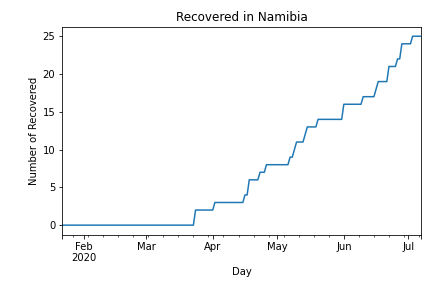 Recovered in Namibia
Number of Recovered
25
20
15
10
5
0
Feb
2020
Mar
Apr
May
Jun
Jul
Day